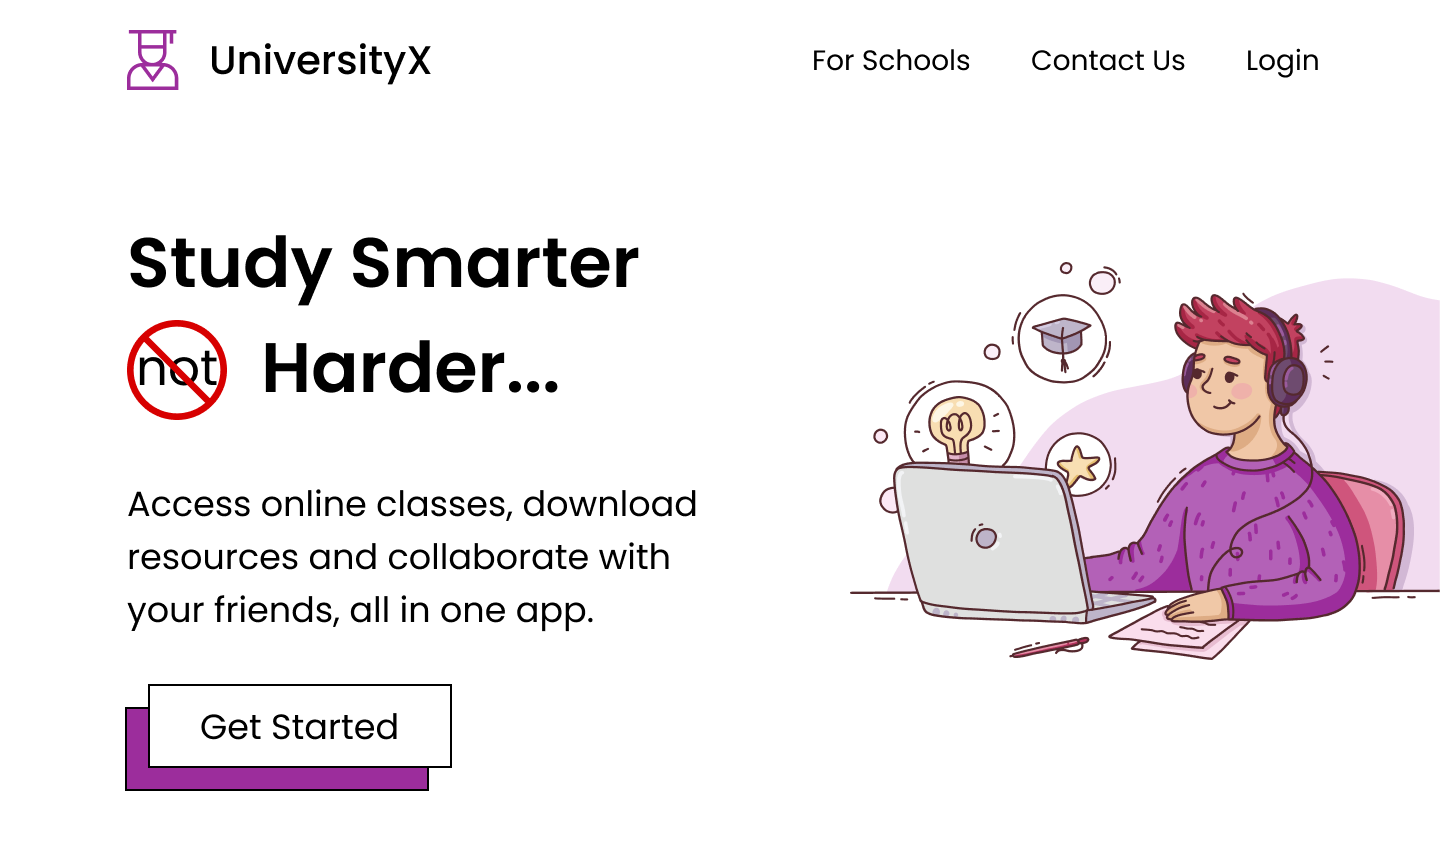 UniversityX
For Schools
Contact Us
Login
Study Smarter
not Harder...
Access online classes, download
resources and collaborate with
your friends, all in one app.
Get Started